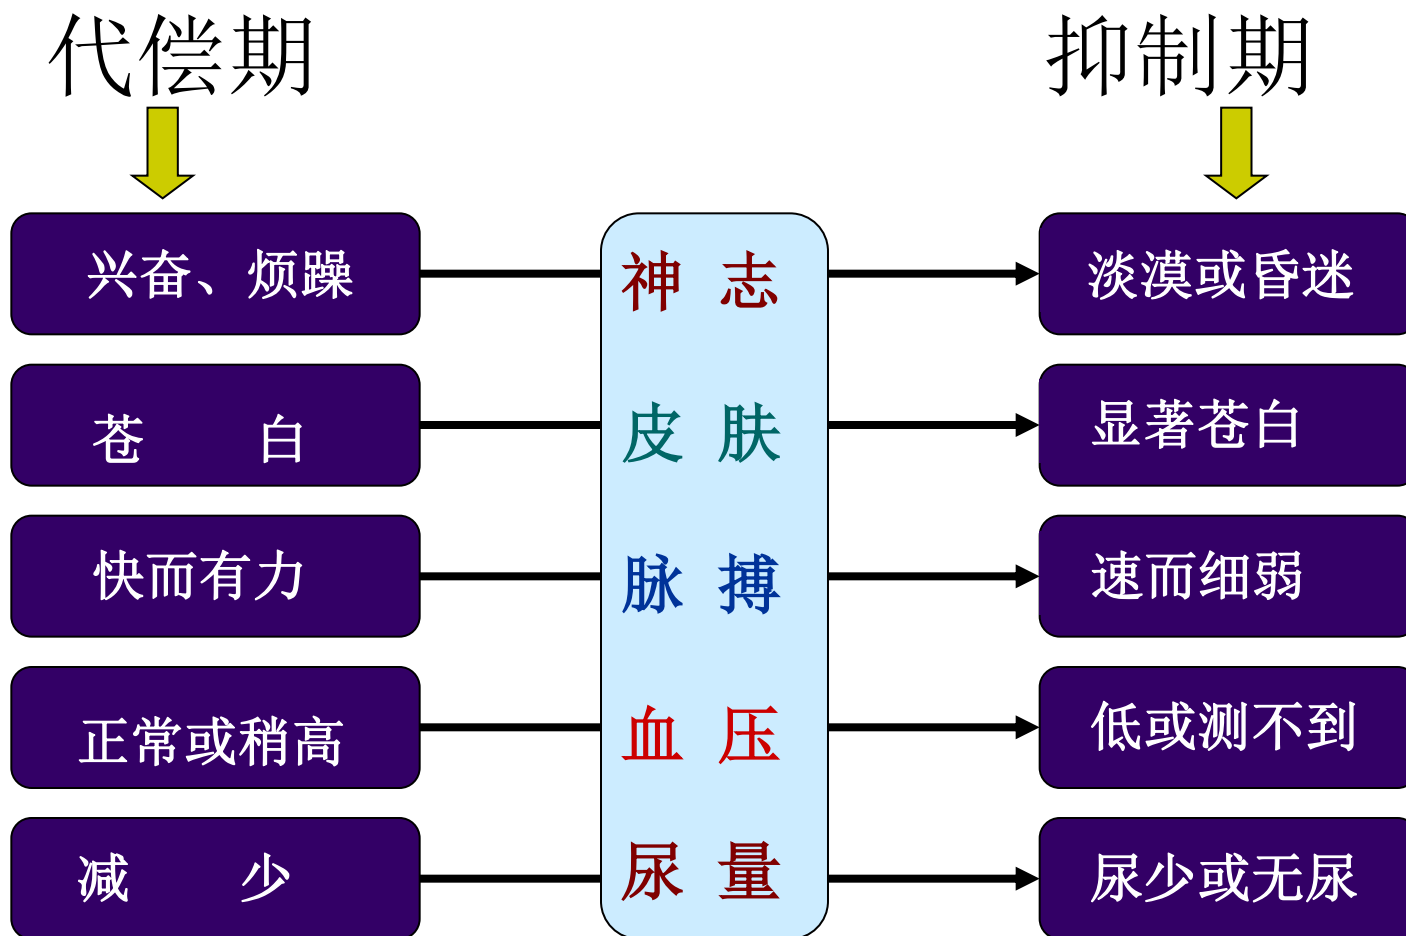 代偿期 抑制期
兴奋、烦躁 神 志 淡漠或昏迷
苍 白 皮 肤 显著苍白
快而有力 脉 搏 速而细弱
正常或稍高 血 压 低或测不到
减 少 尿 量 尿少或无尿